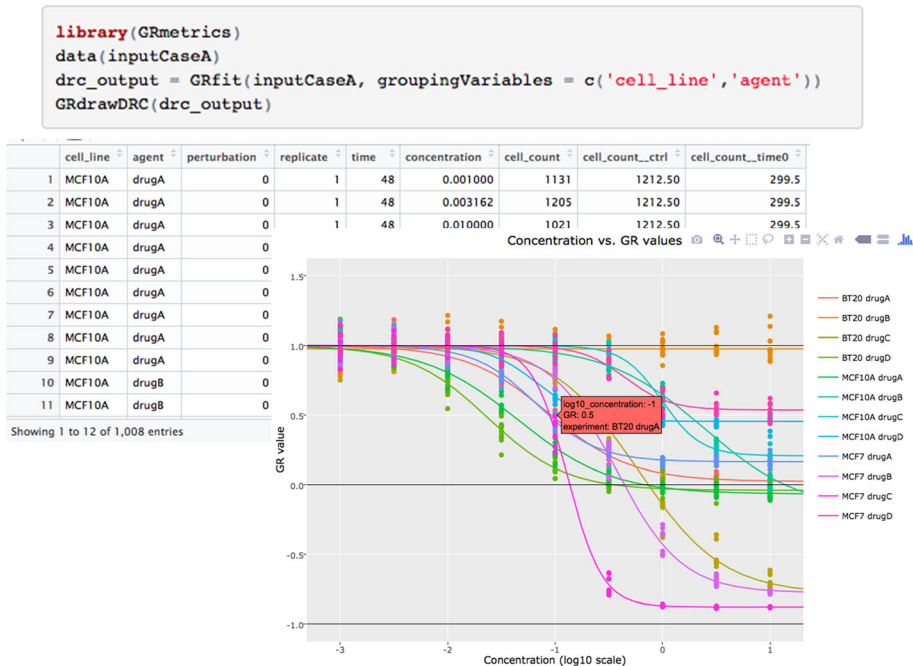 library(GRmetrics)
data(inputCaseA)
drc_output = GRfit(inputCaseA, groupingVariables = c('cell_line','agent'))
GRdrawDRC(drc_output)
cell_line agent perturbation replicate time concentration cell_count cell_count__ctrl cell_count__time0
1 MCF10A drugA 0 1 48 0.001000 1131 1212.50 299.5
2 MCF10A drugA 0 1 48 0.003162 1205 1212.50 299.5
3 MCF10A drugA 0 1 48 0.010000 1021 1212.50 299.5
4 MCF10A drugA 0
5 MCF10A drugA 0
6 MCF10A drugA 0
7 MCF10A drugA 0
8 MCF10A drugA 0
9 MCF10A drugA 0
10 MCF10A drugB 0
11 MCF10A drugB 0
Showing 1 to 12 of 1,008 entries
Concentration vs. GR values
1.5
1.0
0.5
0.0
-0.5
-1.0
GR value
log10_concentration: -1
GR: 0.5
experiment: BT20 drugA
-3 -2 -1 0 1
Concentration (log10 scale)
BT20 drugA
BT20 drugB
BT20 drugC
BT20 drugD
MCF10A drugA
MCF10A drugB
MCF10A drugC
MCF10A drugD
MCF7 drugA
MCF7 drugB
MCF7 drugC
MCF7 drugD